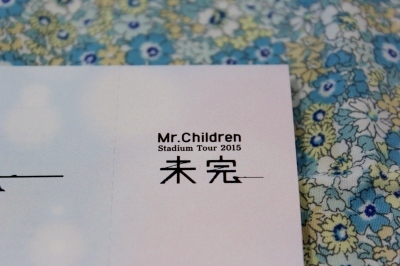 Mr.Children
Stadium Tour 2015
未完